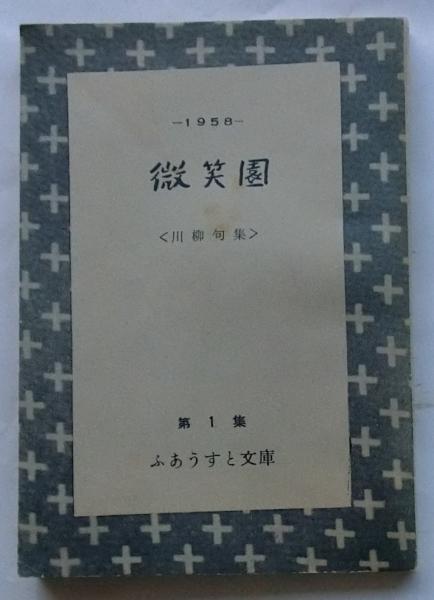 —1958—
微笑園
<川柳句集>
第1集
ふあうすと文庫